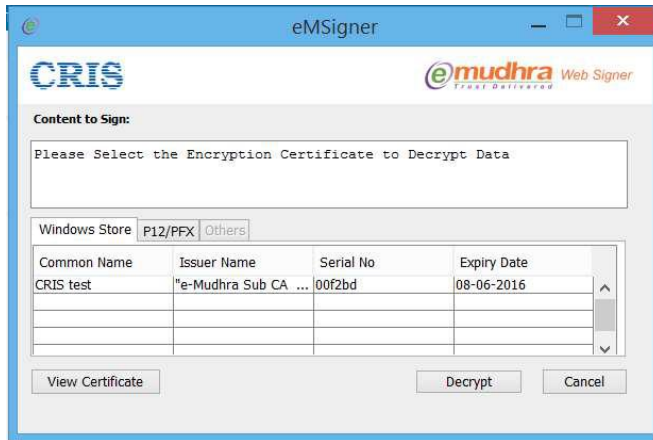 eMSigner
CRIS
emudhra Web Signer
Trust Delivered
Content to Sign:
Please Select the Encryption Certificate to Decrypt Data
Windows Store P12/PFX Others
Common Name Issuer Name Serial No Expiry Date
CRIS test "e-Mudhra Sub CA ... 00f2bd 08-06-2016
View Certificate Decrypt Cancel